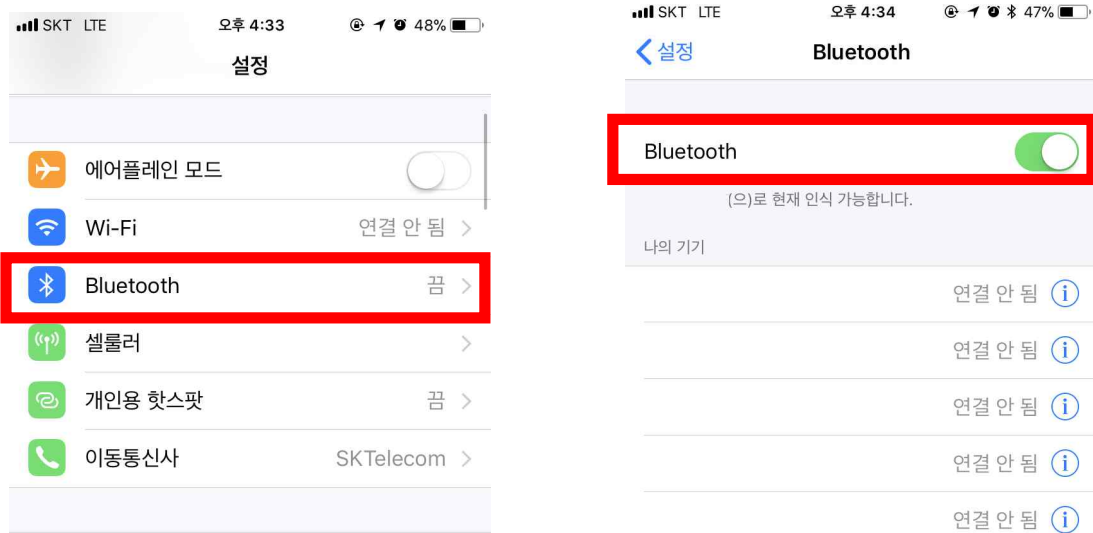 SKT LTE 오후 4:33 48%
설정
에어플레인 모드
Wi-Fi 연결 안 됨
Bluetooth 끔
셀룰러
개인용 핫스팟 끔
이동통신사 SKTelecom
SKT LTE 오후 4:34 47%
설정 Bluetooth
Bluetooth
(으)로 현재 인식 가능합니다.
나의 기기
연결 안 됨
연결 안 됨
연결 안 됨
연결 안 됨
연결 안 됨